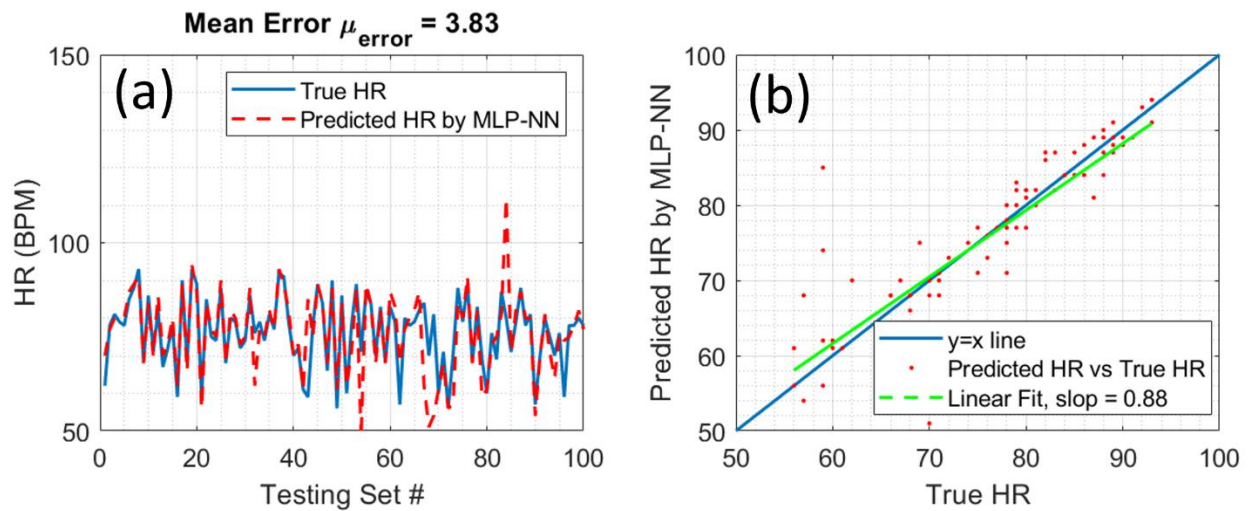 Mean Error μerror = 3.83
(a)
True HR
Predicted HR by MLP-NN
150
100
50
HR (BPM)
0
20
40
60
80
100
Testing Set #
(b)
100
90
80
70
60
50
Predicted HR by MLP-NN
y=x line
Predicted HR vs True HR
Linear Fit, slop = 0.88
50
60
70
80
90
100
True HR